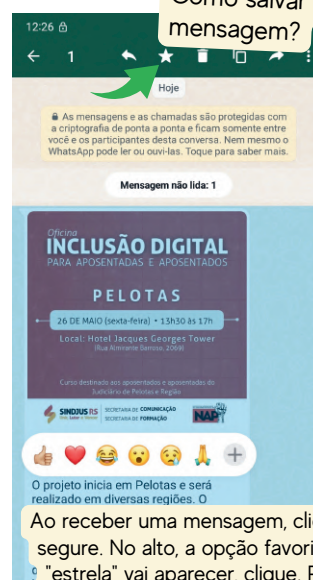 Como salvar
mensagem?
12:26
1
Hoje
As mensagens e as chamadas são protegidas com
a criptografia de ponta a ponta e ficam somente entre
você e os participantes desta conversa. Nem mesmo o
WhatsApp pode ler ou ouvi-las. Toque para saber mais.
Mensagem não lida: 1
Oficina
INCLUSÃO DIGITAL
PARA APOSENTADAS E APOSENTADOS
PELOTAS
26 DE MAIO (sexta-feira) • 13h30 às 17h
Local: Hotel Jacques Georges Tower
(Rua Almirante Barroso, 2069)
Curso destinado aos aposentados e aposentadas do
Judiciário de Pelotas e Região
SINDJUS RS
SECRETARIA DE COMUNICAÇÃO
SECRETARIA DE FORMAÇÃO
NAP
O projeto inicia em Pelotas e será
realizado em diversas regiões. O
Ao receber uma mensagem,
segure. No alto, a opção
"estrela" vai aparecer, clique.